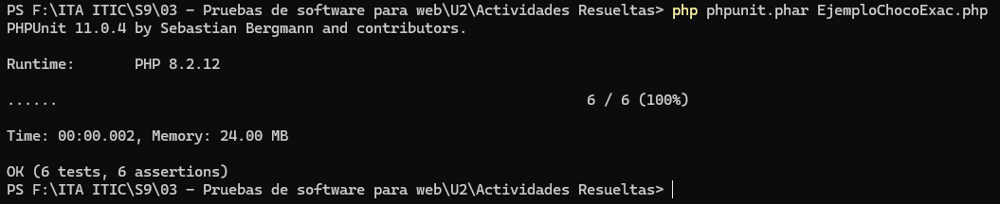 PS F:\ITA ITIC\S9\03 - Pruebas de software para web\U2\Actividades Resueltas> php phpunit.phar EjemploChocoExac.php
PHPUnit 11.0.4 by Sebastian Bergmann and contributors.
Runtime:       PHP 8.2.12
......                                                              6 / 6 (100%)
Time: 00:00.002, Memory: 24.00 MB
OK (6 tests, 6 assertions)
PS F:\ITA ITIC\S9\03 - Pruebas de software para web\U2\Actividades Resueltas>